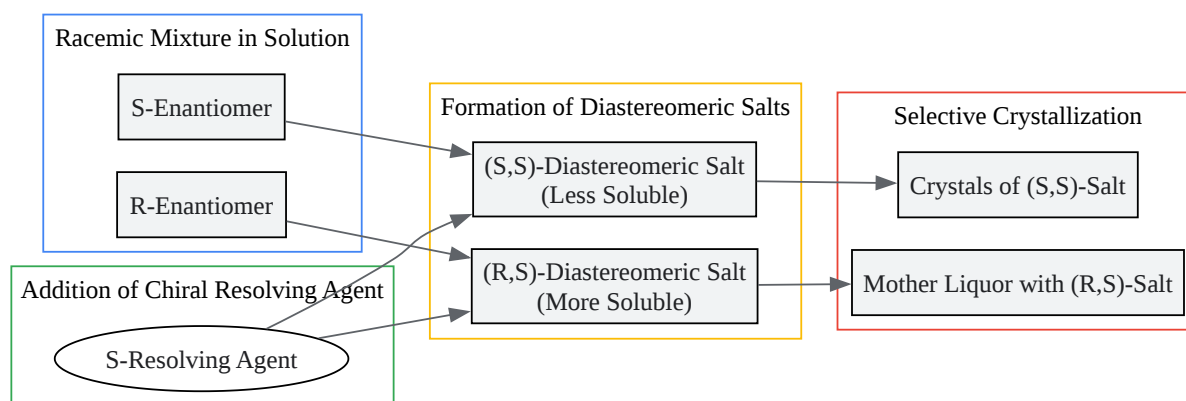 Racemic Mixture in Solution
S-Enantiomer
R-Enantiomer
Addition of Chiral Resolving Agent
S-Resolving Agent
Formation of Diastereomeric Salts
(S,S)-Diastereomeric Salt
(Less Soluble)
(R,S)-Diastereomeric Salt
(More Soluble)
Selective Crystallization
Crystals of (S,S)-Salt
Mother Liquor with (R,S)-Salt